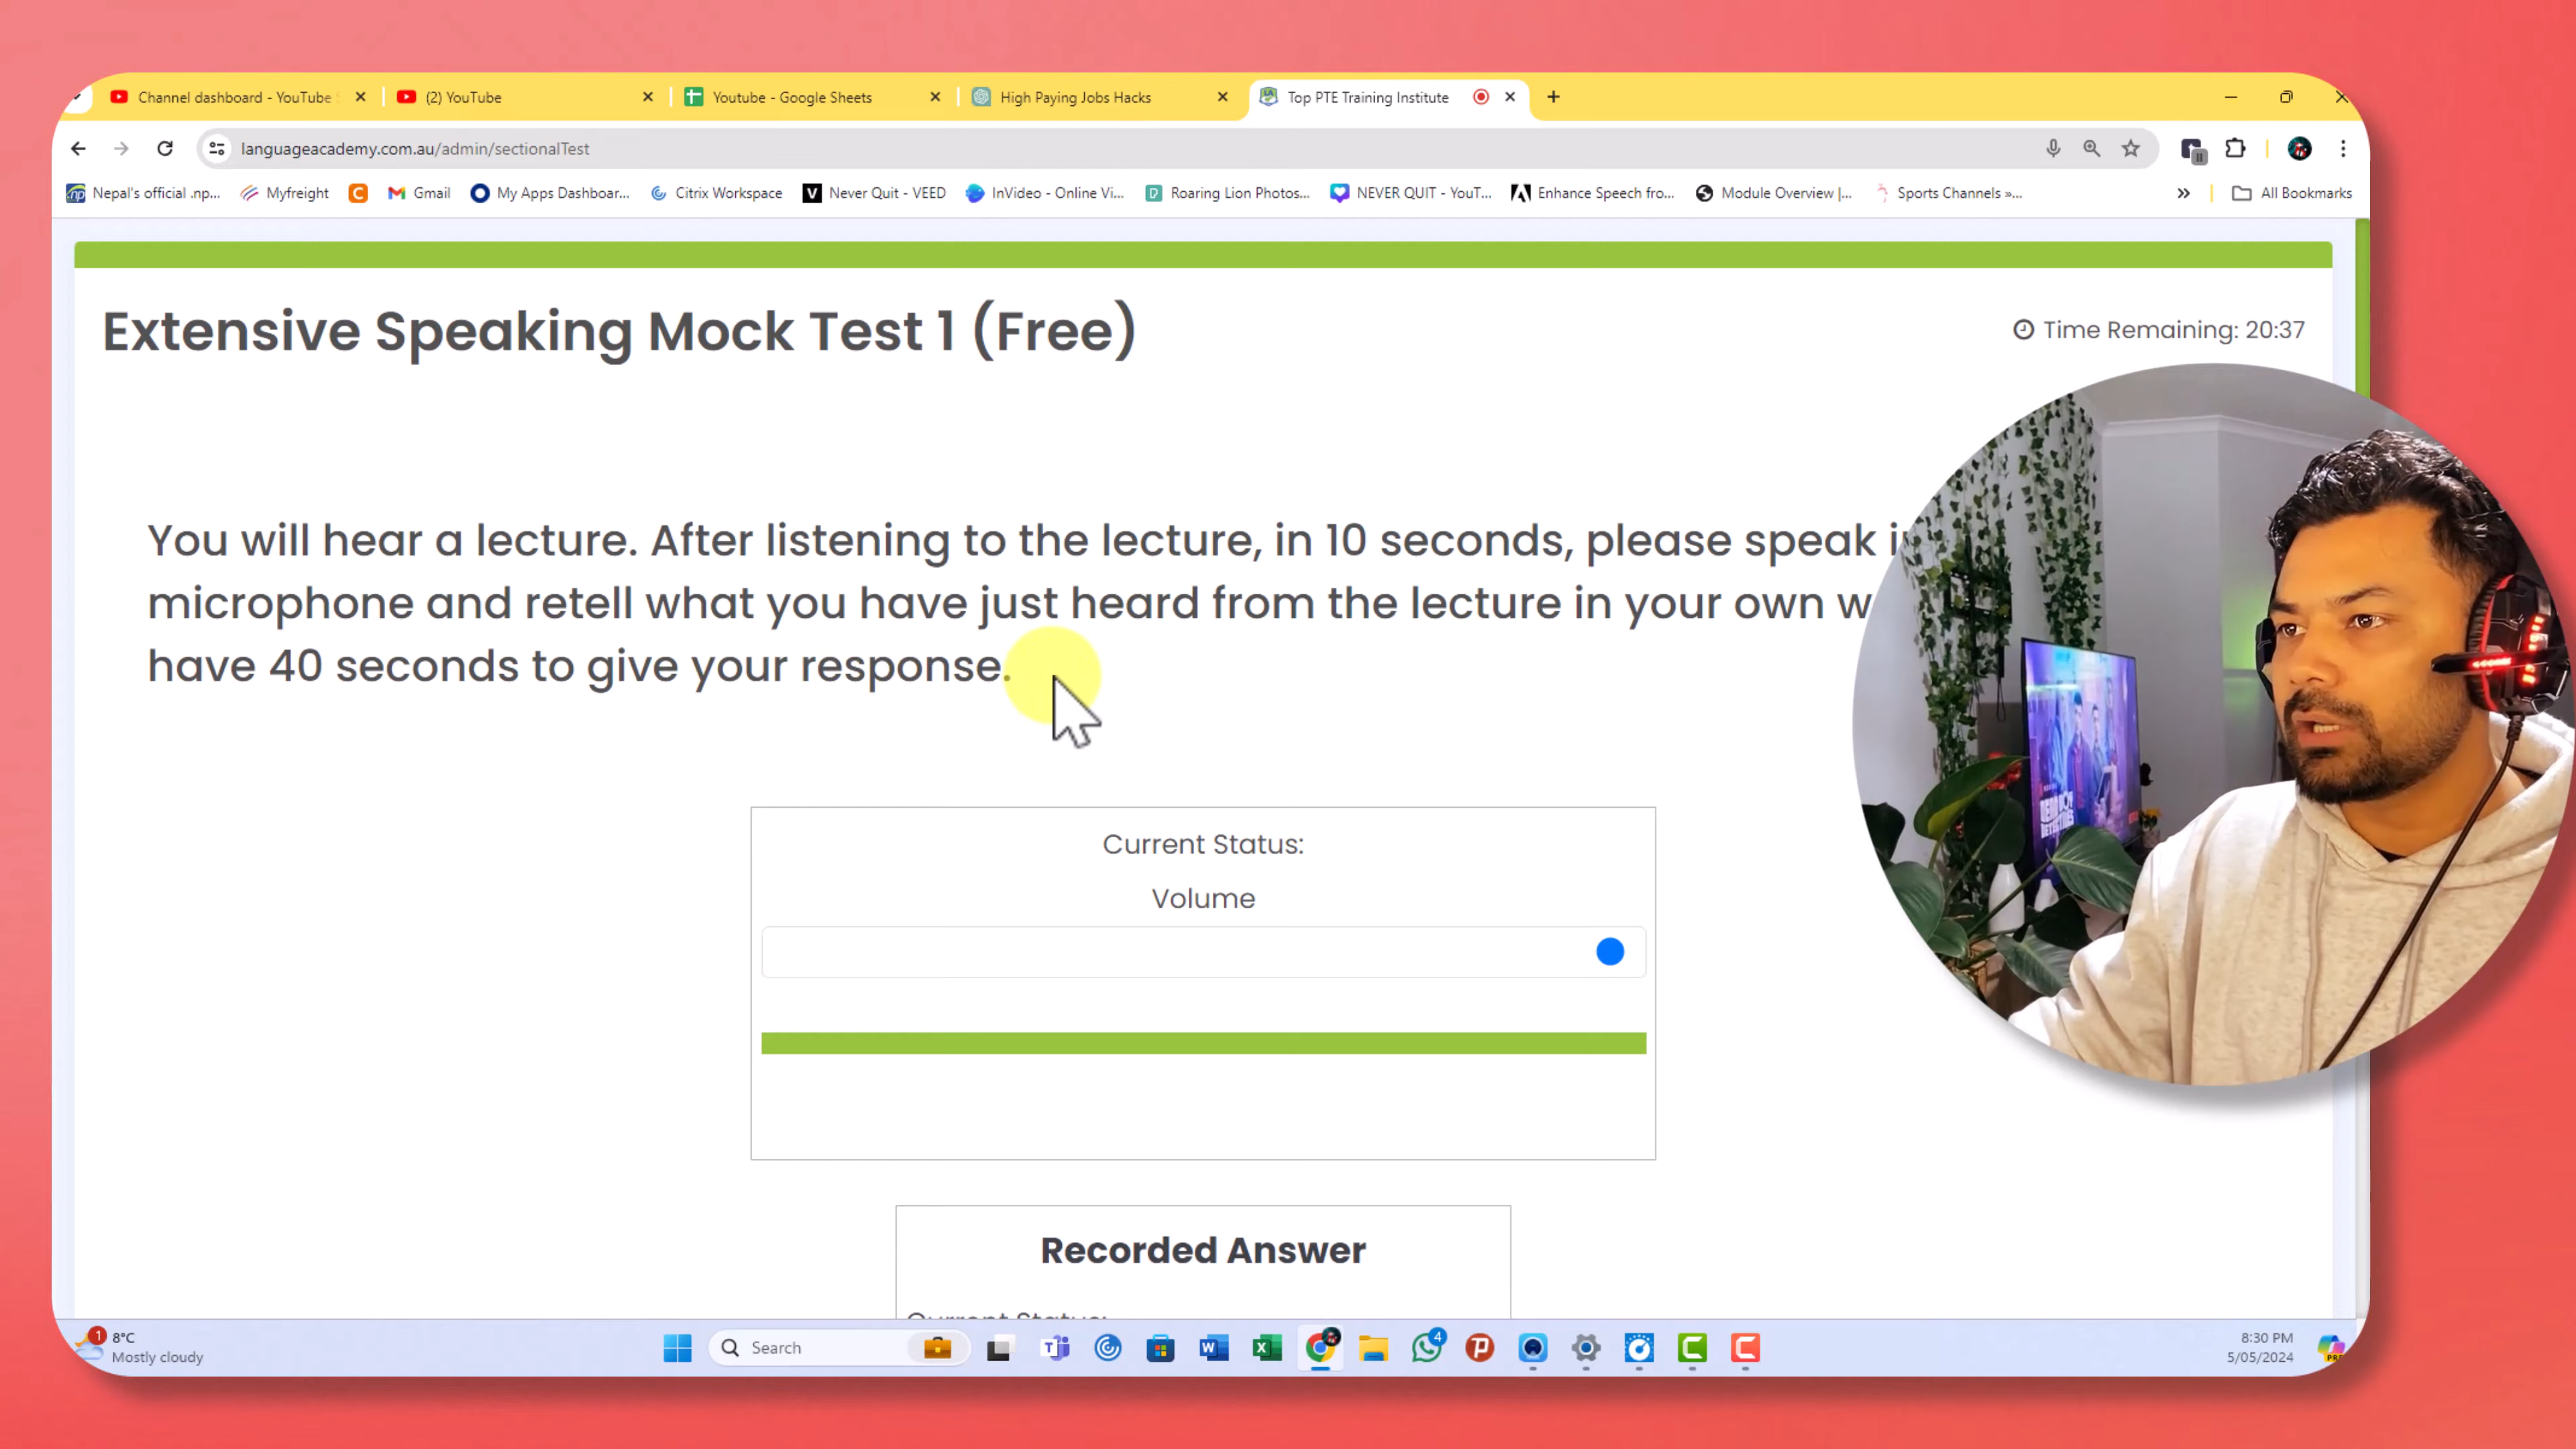 Channel dashboard - YouTube S
(2) YouTube
Youtube - Google Sheets
High Paying Jobs Hacks
Top PTE Training Institute
languageacademy.com.au/admin/sectionalTest
Nepal's official .np...
Myfreight
Gmail
My Apps Dashboar...
Citrix Workspace
Never Quit - VEED
InVideo - Online Vi...
Roaring Lion Photos...
NEVER QUIT - YouT...
Enhance Speech fro...
Module Overview |...
Sports Channels »...
All Bookmarks
Extensive Speaking Mock Test 1 (Free)
Time Remaining: 20:37
You will hear a lecture. After listening to the lecture, in 10 seconds, please speak
microphone and retell what you have just heard from the lecture in your own w
have 40 seconds to give your response.
Current Status:
Volume
Recorded Answer
Current Status:
1
8°C
Mostly cloudy
Search
4
8:30 PM
5/05/2024